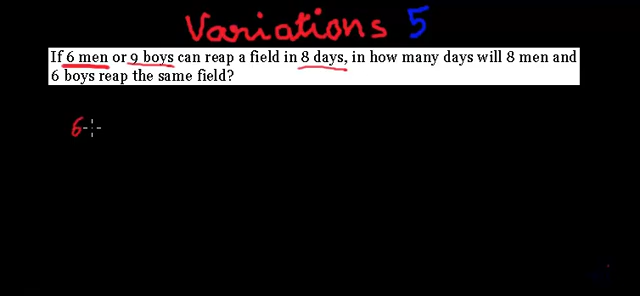 Variations 5
If 6 men or 9 boys can reap a field in 8 days, in how many days will 8 men and
6 boys reap the same field?
6